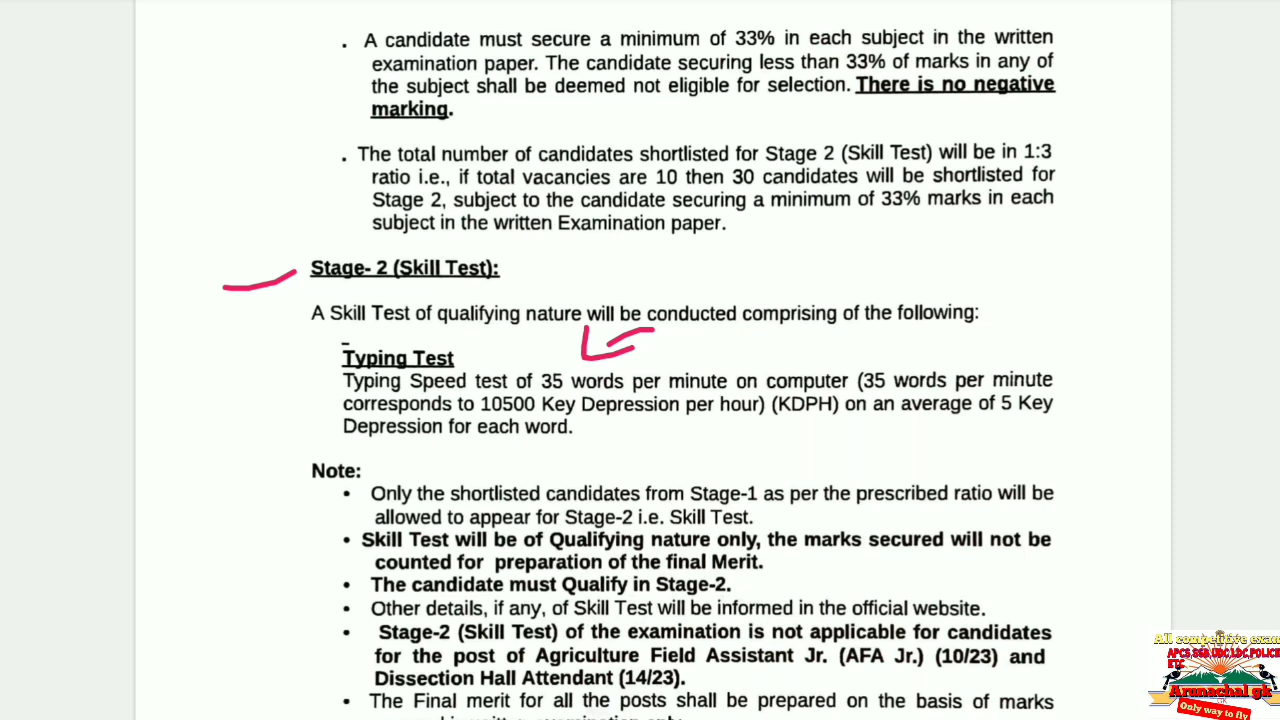 . A candidate must secure a minimum of 33% in each subject in the written
examination paper. The candidate securing less than 33% of marks in any of
the subject shall be deemed not eligible for selection. There is no negative
marking.
. The total number of candidates shortlisted for Stage 2 (Skill Test) will be in 1:3
ratio i.e., if total vacancies are 10 then 30 candidates will be shortlisted for
Stage 2, subject to the candidate securing a minimum of 33% marks in each
subject in the written Examination paper.
Stage- 2 (Skill Test):
A Skill Test of qualifying nature will be conducted comprising of the following:
Typing Test
Typing Speed test of 35 words per minute on computer (35 words per minute
corresponds to 10500 Key Depression per hour) (KDPH) on an average of 5 Key
Depression for each word.
Note:
• Only the shortlisted candidates from Stage-1 as per the prescribed ratio will be
allowed to appear for Stage-2 i.e. Skill Test.
• Skill Test will be of Qualifying nature only, the marks secured will not be
counted for preparation of the final Merit.
• The candidate must Qualify in Stage-2.
• Other details, if any, of Skill Test will be informed in the official website.
• Stage-2 (Skill Test) of the examination is not applicable for candidates
for the post of Agriculture Field Assistant Jr. (AFA Jr.) (10/23) and
Dissection Hall Attendant (14/23).
• The Final merit for all the posts shall be prepared on the basis of marks
All competitive exam
APCS,SSB,UDC,LDC,POLICE
ETC
Arunachal gk
Only way to fly